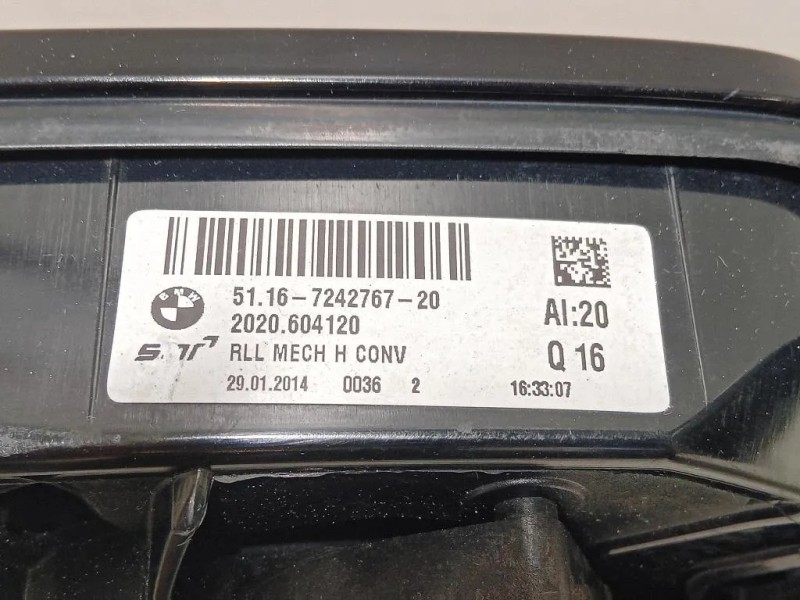 51.16-7242767-20
BMW
2020.604120
AI:20
RLL MECH H CONV
Q 16
29.01.2014 0036 2 16:33:07